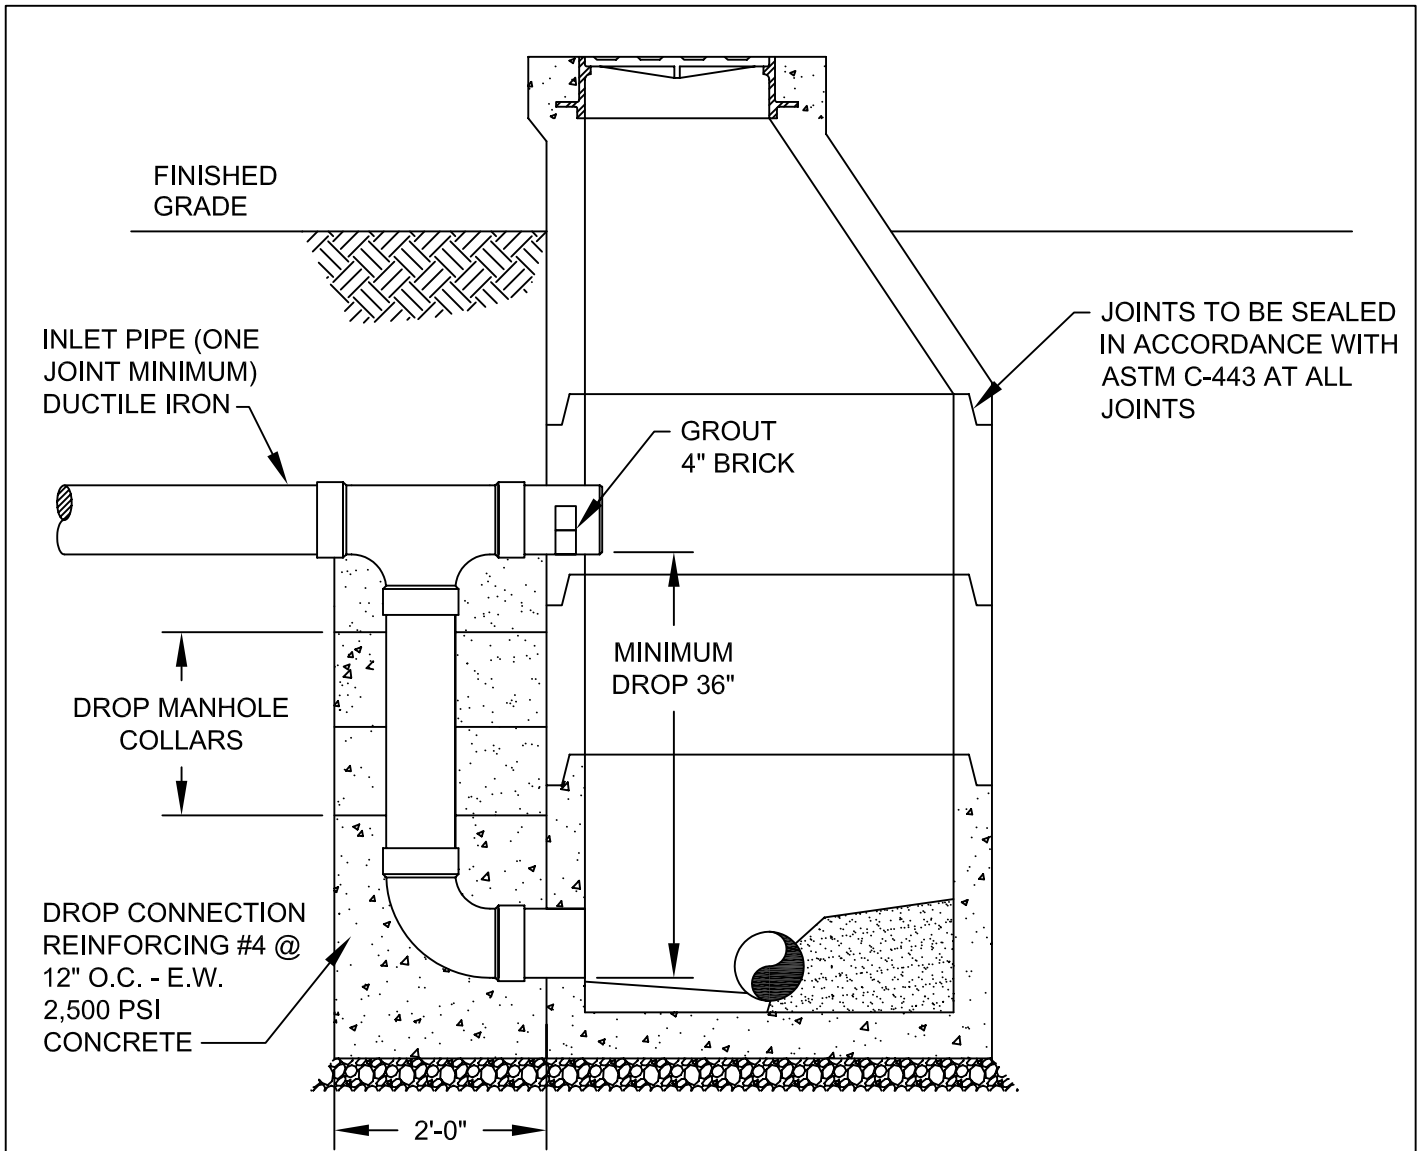 FINISHED
GRADE
INLET PIPE (ONE
JOINT MINIMUM)
DUCTILE IRON
JOINTS TO BE SEALED
IN ACCORDANCE WITH
ASTM C-443 AT ALL
JOINTS
GROUT
4" BRICK
MINIMUM
DROP 36"
DROP MANHOLE
COLLARS
DROP CONNECTION
REINFORCING #4 @
12" O.C. - E.W.
2,500 PSI
CONCRETE
2'-0"